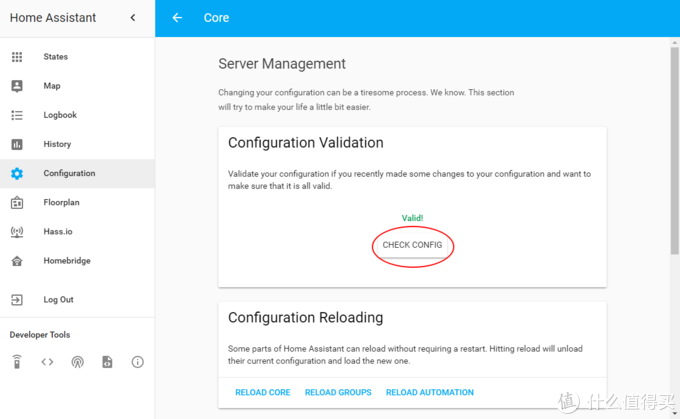 Home Assistant
States
Map
Logbook
History
Configuration
Floorplan
Hass.io
Homebridge
Log Out
Developer Tools
Core
Server Management
Changing your configuration can be a tiresome process. We know. This section
will try to make your life a little bit easier.
Configuration Validation
Validate your configuration if you recently made some changes to your configuration and want to
make sure that it is all valid.
Valid!
CHECK CONFIG
Configuration Reloading
Some parts of Home Assistant can reload without requiring a restart. Hitting reload will unload
their current configuration and load the new one.
RELOAD CORE
RELOAD GROUPS
RELOAD AUTOMATION
值 什么值得买